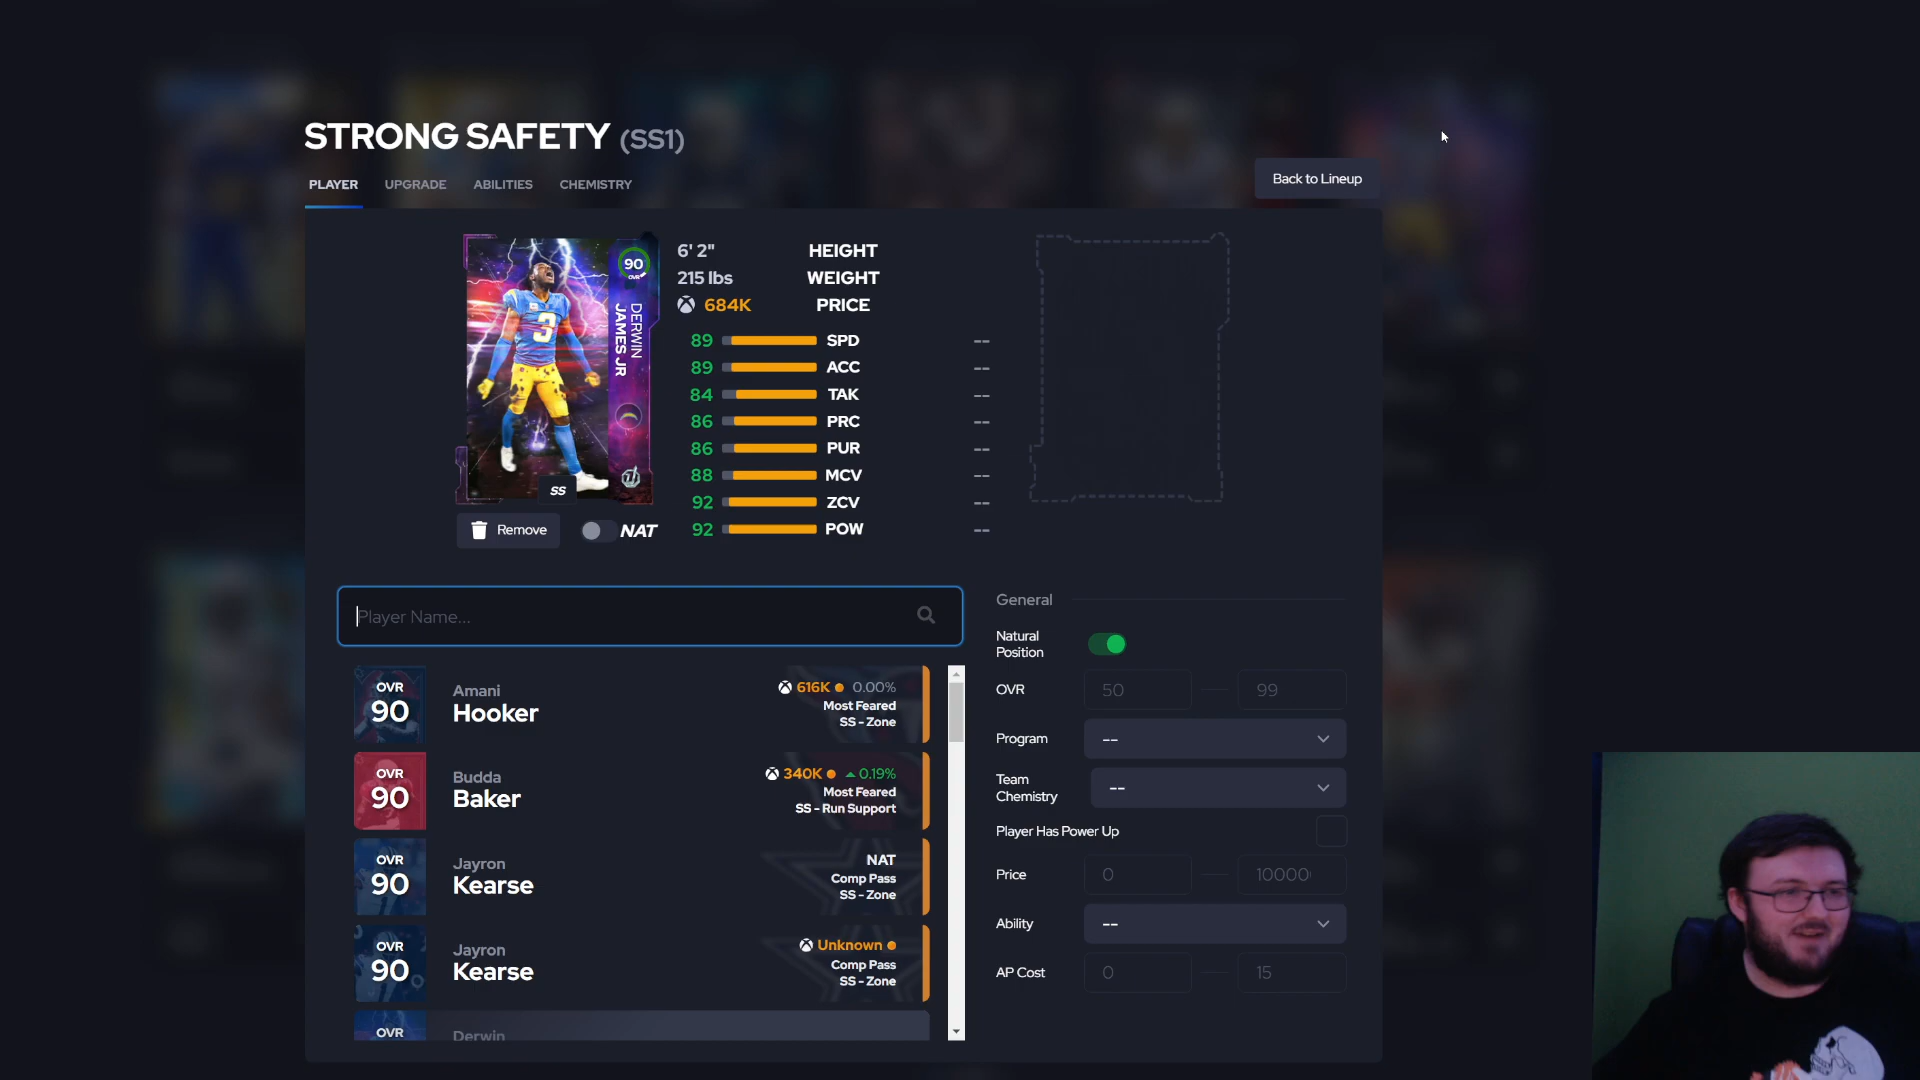 STRONG SAFETY (SS1)
PLAYER UPGRADE ABILITIES CHEMISTRY
Back to Lineup
90
OVR
DERWIN
JAMES JR
3
SS
6' 2" HEIGHT
215 lbs WEIGHT
684K PRICE
89 SPD --
89 ACC --
84 TAK --
86 PRC --
86 PUR --
88 MCV --
92 ZCV --
92 POW --
Remove
NAT
Player Name...
OVR
90
Amani
Hooker
616K 0.00%
Most Feared
SS - Zone
OVR
90
Budda
Baker
340K 0.19%
Most Feared
SS - Run Support
OVR
90
Jayron
Kearse
NAT
Comp Pass
SS - Zone
OVR
90
Jayron
Kearse
Unknown
Comp Pass
SS - Zone
OVR
Derwin
General
Natural
Position
OVR 50 99
Program --
Team
Chemistry --
Player Has Power Up
Price 0 10000
Ability --
AP Cost 0 15